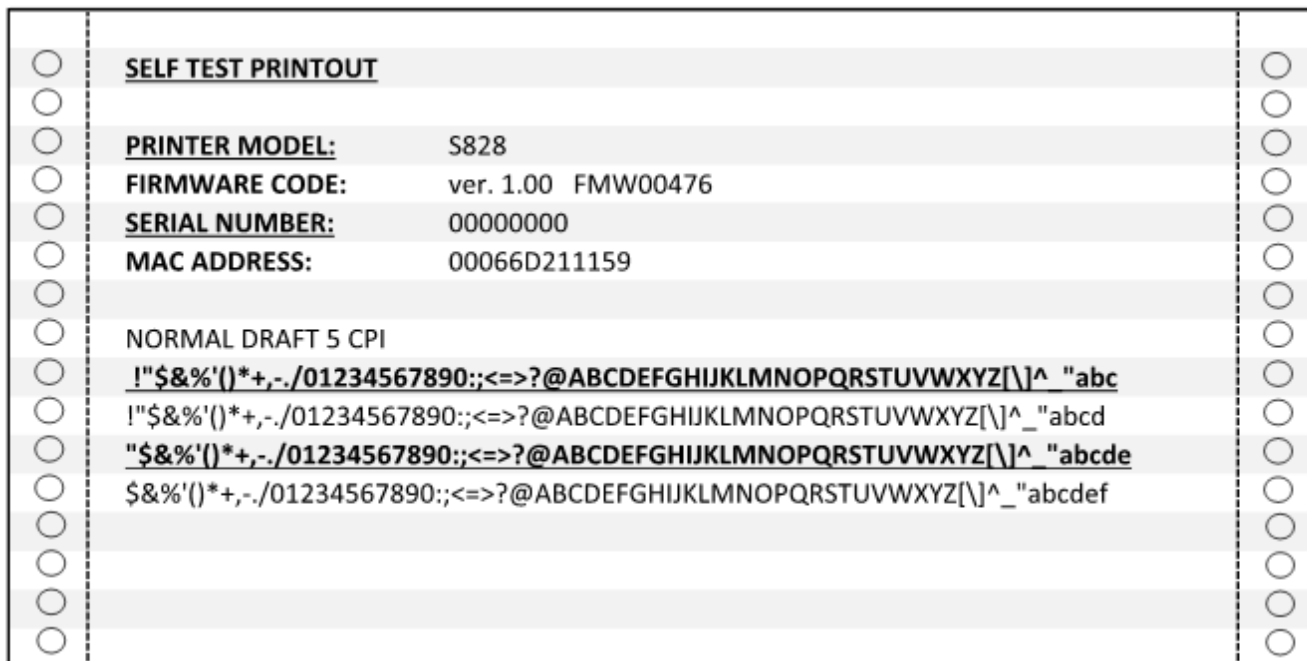 SELF TEST PRINTOUT
PRINTER MODEL: S828
FIRMWARE CODE: ver. 1.00 FMW00476
SERIAL NUMBER: 00000000
MAC ADDRESS: 00066D211159
NORMAL DRAFT 5 CPI
!"$&%'()*+,-./01234567890:;<=>?@ABCDEFGHIJKLMNOPQRSTUVWXYZ[\]^_"abc
!"$&%'()*+,-./01234567890:;<=>?@ABCDEFGHIJKLMNOPQRSTUVWXYZ[\]^_"abcd
"$&%'()*+,-./01234567890:;<=>?@ABCDEFGHIJKLMNOPQRSTUVWXYZ[\]^_"abcde
$&%'()*+,-./01234567890:;<=>?@ABCDEFGHIJKLMNOPQRSTUVWXYZ[\]^_"abcdef